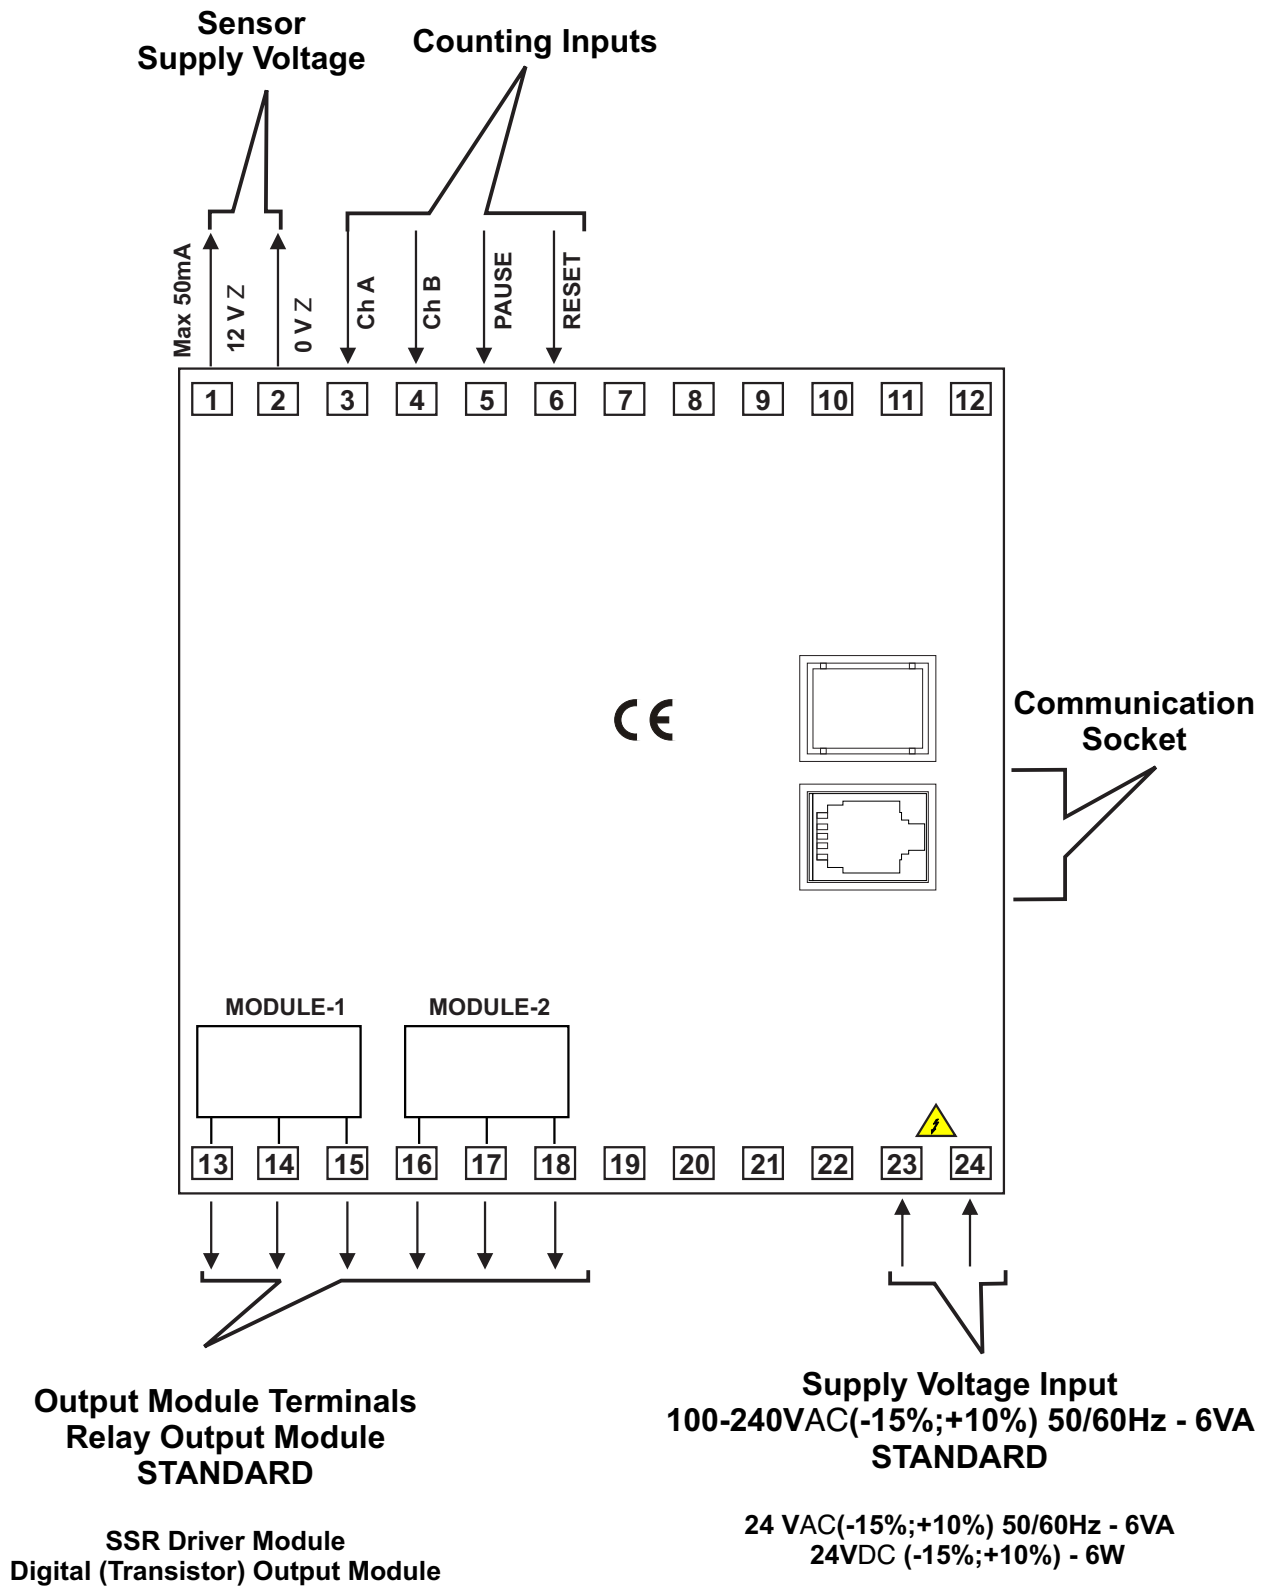 Sensor
Supply Voltage
Counting Inputs
Max 50mA
12 V Z
0 V Z
Ch A
Ch B
PAUSE
RESET
1 2 3 4 5 6 7 8 9 10 11 12
CE
Communication
Socket
MODULE-1
MODULE-2
13 14 15 16 17 18 19 20 21 22 23 24
Output Module Terminals
Relay Output Module
STANDARD
SSR Driver Module
Digital (Transistor) Output Module
Supply Voltage Input
100-240VAC(-15%;+10%) 50/60Hz - 6VA
STANDARD
24 VAC(-15%;+10%) 50/60Hz - 6VA
24VDC (-15%;+10%) - 6W